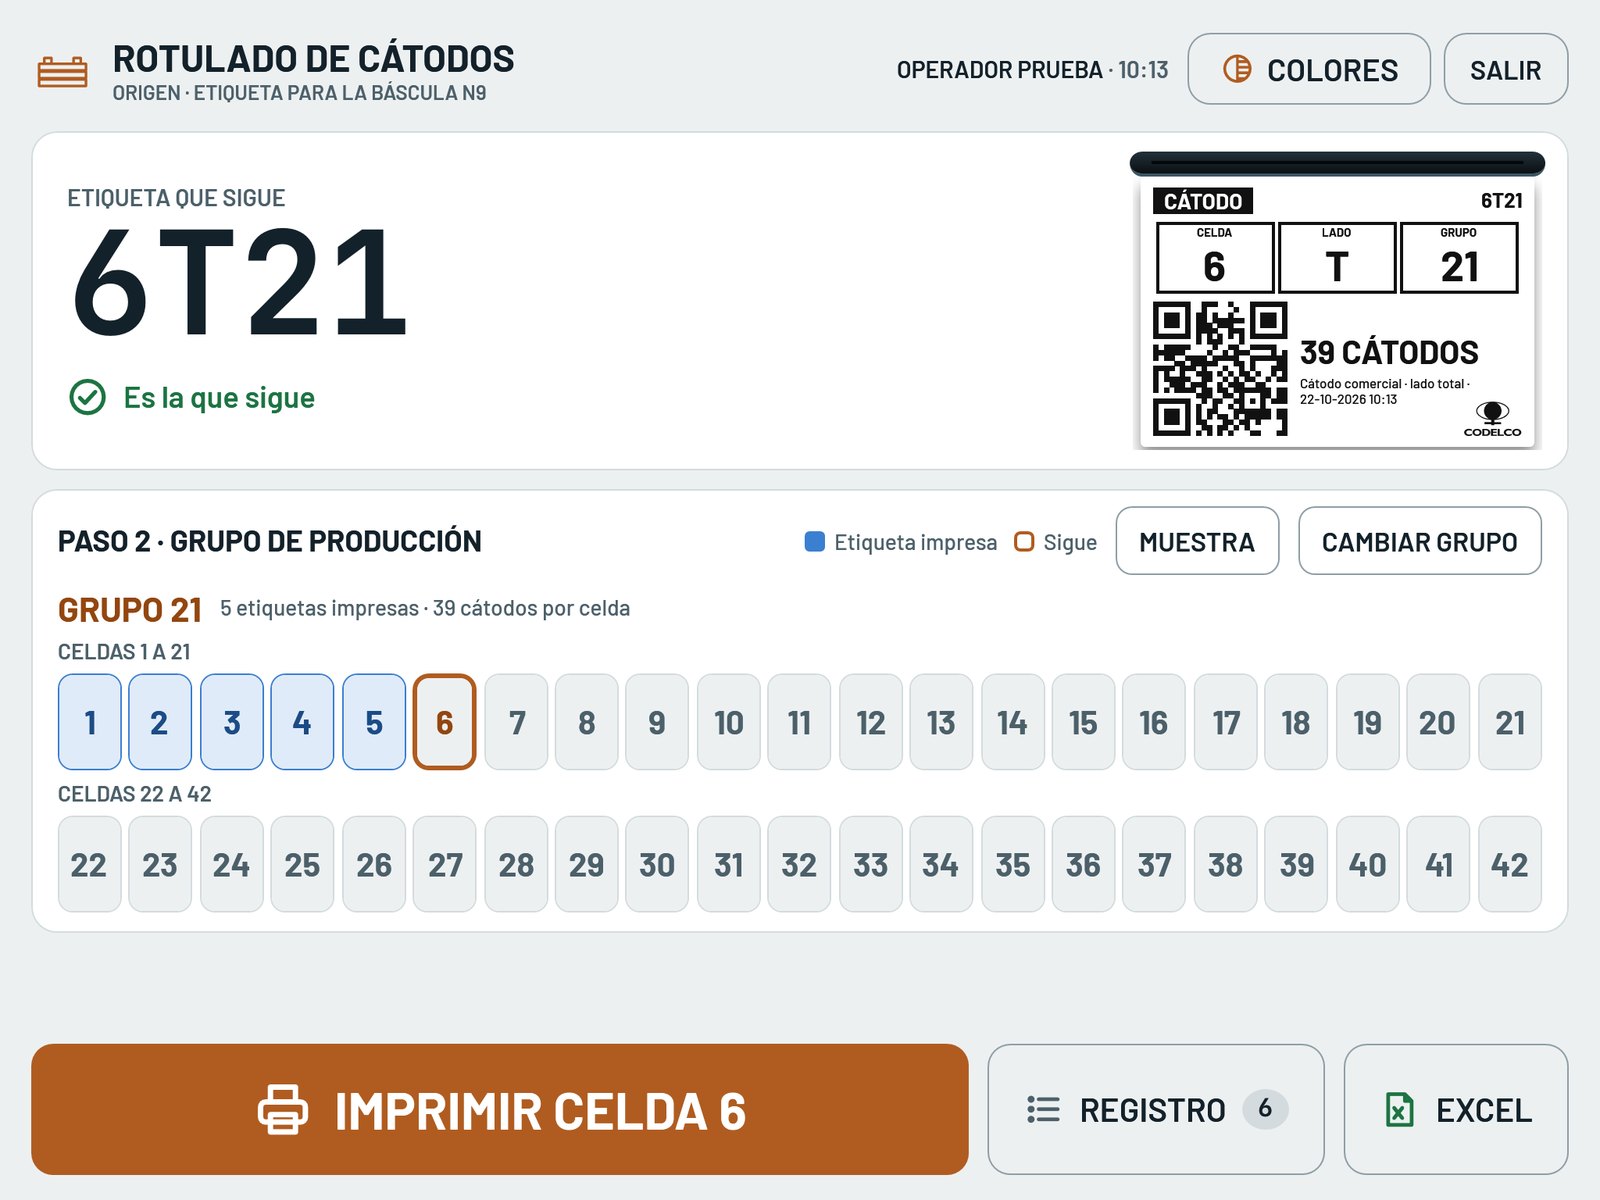 ROTULADO DE CÁTODOS
ORIGEN · ETIQUETA PARA LA BÁSCULA N9
OPERADOR PRUEBA · 10:13
COLORES
SALIR
ETIQUETA QUE SIGUE
6T21
Es la que sigue
CÁTODO
6T21
CELDA
6
LADO
T
GRUPO
21
39 CÁTODOS
Cátodo comercial · lado total ·
22-10-2026 10:13
CODELCO
PASO 2 · GRUPO DE PRODUCCIÓN
Etiqueta impresa
Sigue
MUESTRA
CAMBIAR GRUPO
GRUPO 21 5 etiquetas impresas · 39 cátodos por celda
CELDAS 1 A 21
1 2 3 4 5 6 7 8 9 10 11 12 13 14 15 16 17 18 19 20 21
CELDAS 22 A 42
22 23 24 25 26 27 28 29 30 31 32 33 34 35 36 37 38 39 40 41 42
IMPRIMIR CELDA 6
REGISTRO 6
EXCEL